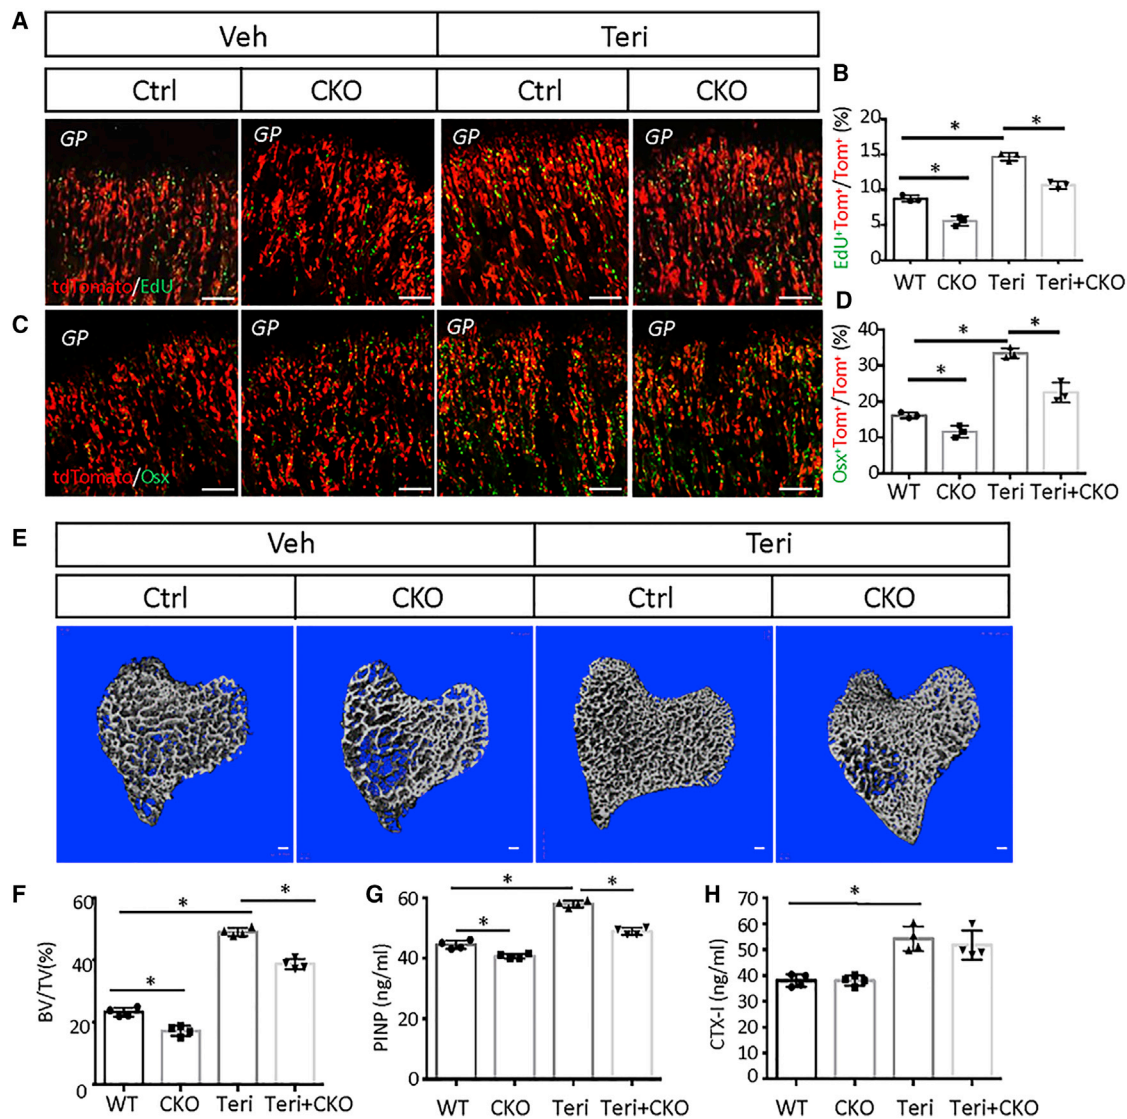 A
Veh Teri
Ctrl CKO Ctrl CKO
GP GP GP GP
tdTomato/EdU
B
EdU⁺Tom⁺/Tom⁺ (%)
20
15
10
5
0
WT CKO Teri Teri+CKO
* * *
C
GP GP GP GP
tdTomato/Osx
D
Osx⁺Tom⁺/Tom⁺ (%)
40
30
20
10
0
WT CKO Teri Teri+CKO
* * *
E
Veh Teri
Ctrl CKO Ctrl CKO
F
BV/TV(%)
60
40
20
0
WT CKO Teri Teri+CKO
* * *
G
PINP (ng/ml)
60
40
20
0
WT CKO Teri Teri+CKO
* * *
H
CTX-I (ng/ml)
70
60
50
40
30
20
10
0
WT CKO Teri Teri+CKO
*